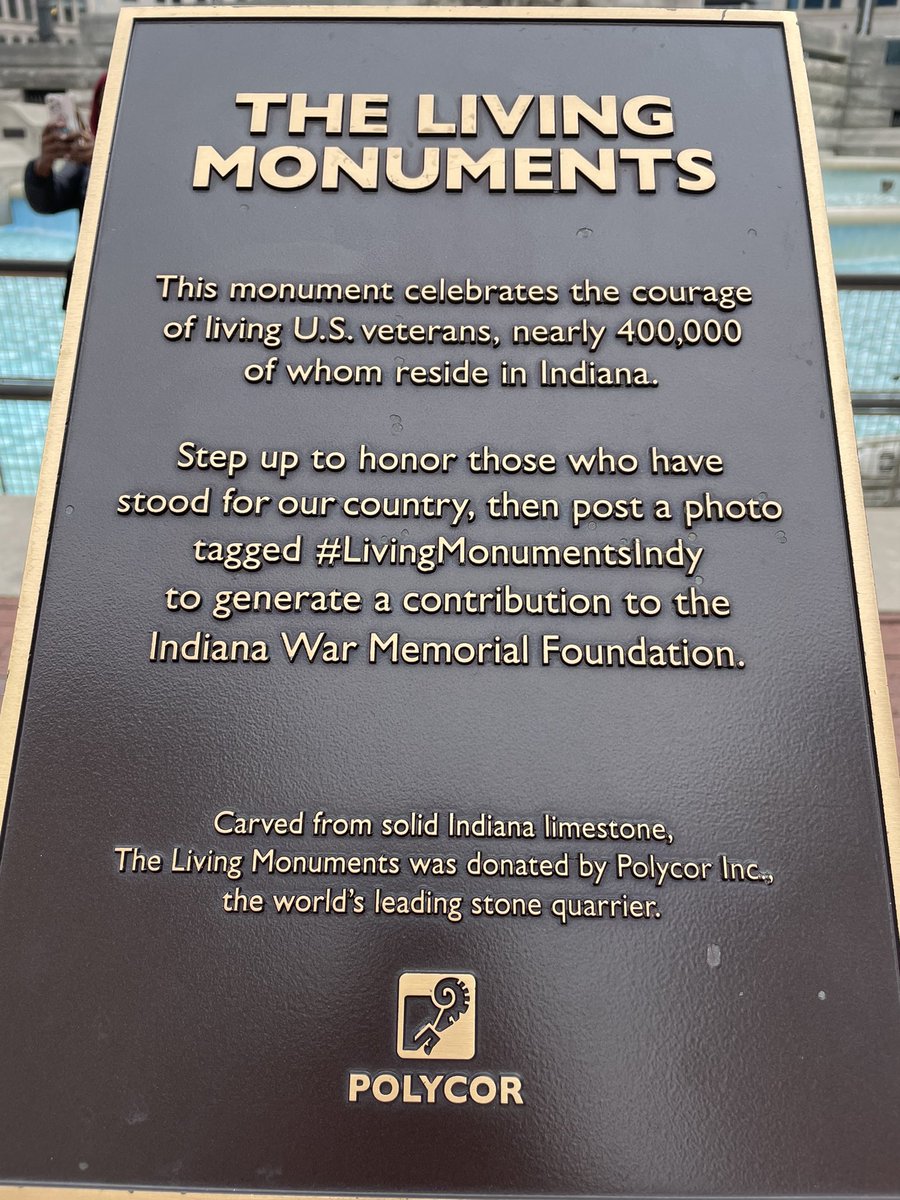 THE LIVING
MONUMENTS
This monument celebrates the courage
of living U.S. veterans, nearly 400,000
of whom reside in Indiana.
Step up to honor those who have
stood for our country, then post a photo
tagged #LivingMonumentsIndy
to generate a contribution to the
Indiana War Memorial Foundation.
Carved from solid Indiana limestone,
The Living Monuments was donated by Polycor Inc.,
the world's leading stone quarrier.
POLYCOR